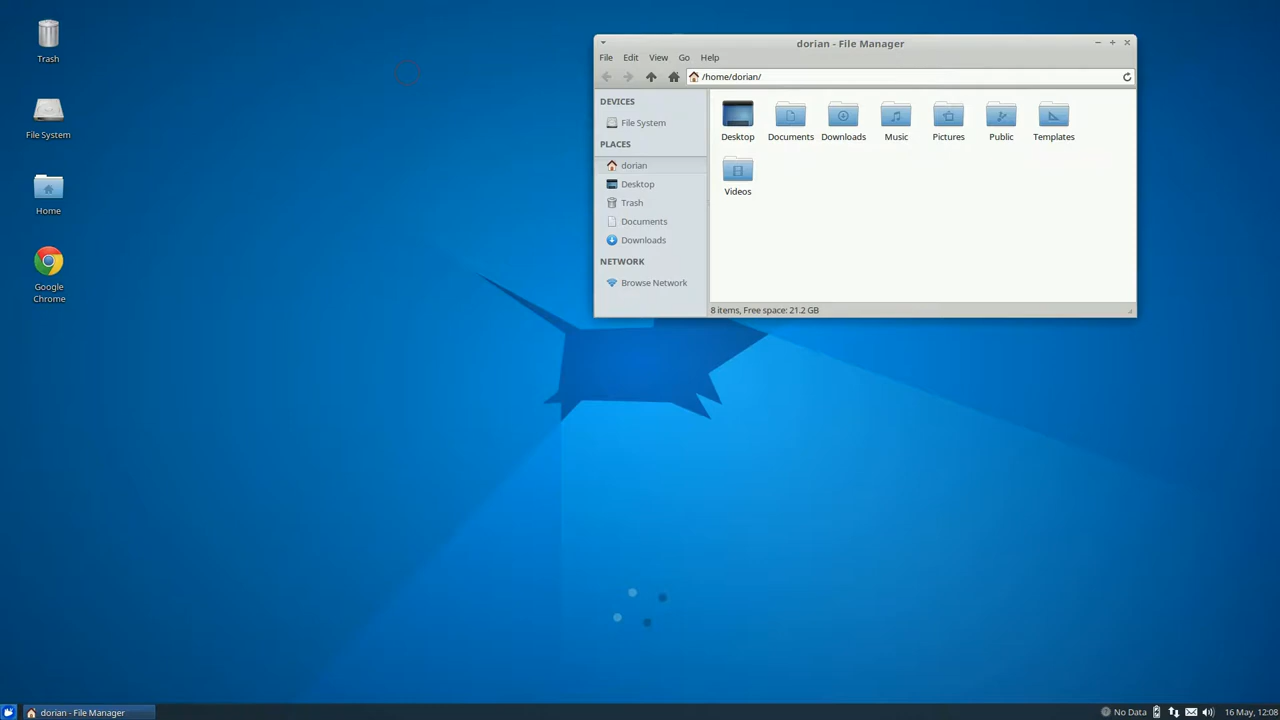 Trash
File System
Home
Google
Chrome
dorian - File Manager
File Edit View Go Help
/home/dorian/
DEVICES
File System
PLACES
dorian
Desktop
Trash
Documents
Downloads
NETWORK
Browse Network
Desktop Documents Downloads Music Pictures Public Templates
Videos
8 items, Free space: 21.2 GB
dorian - File Manager
No Data
16 May, 12:08